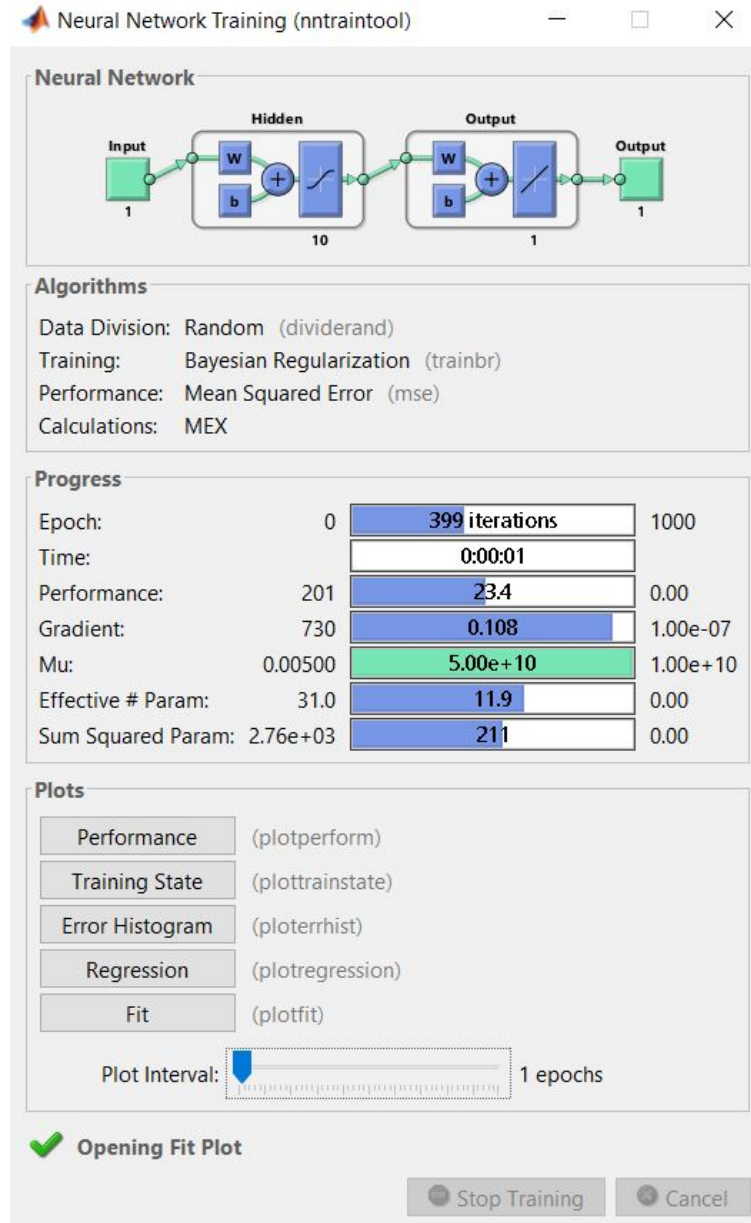 Neural Network Training (nntraintool)
Neural Network
Hidden Output
Input Output
W W
+ +
b b
1 1
10 1
Algorithms
Data Division: Random (dividerand)
Training: Bayesian Regularization (trainbr)
Performance: Mean Squared Error (mse)
Calculations: MEX
Progress
Epoch: 0 399 iterations 1000
Time: 0:00:01
Performance: 201 23.4 0.00
Gradient: 730 0.108 1.00e-07
Mu: 0.00500 5.00e+10 1.00e+10
Effective # Param: 31.0 11.9 0.00
Sum Squared Param: 2.76e+03 211 0.00
Plots
Performance (plotperform)
Training State (plottrainstate)
Error Histogram (ploterrhist)
Regression (plotregression)
Fit (plotfit)
Plot Interval: 1 epochs
Opening Fit Plot
Stop Training Cancel